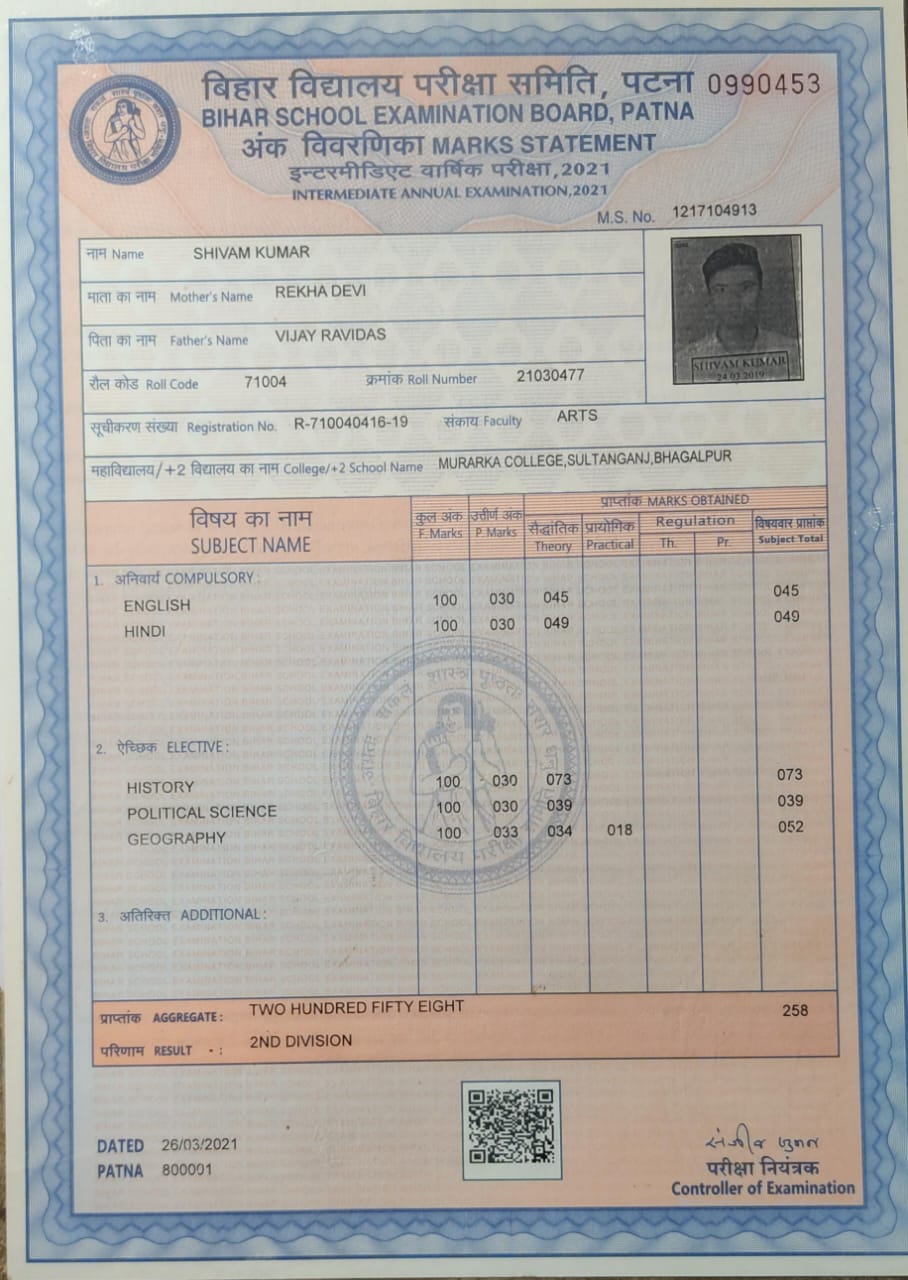 बिहार विद्यालय परीक्षा समिति, पटना 0990453
BIHAR SCHOOL EXAMINATION BOARD, PATNA
अंक विवरणिका MARKS STATEMENT
इन्टरमीडिएट वार्षिक परीक्षा,2021
INTERMEDIATE ANNUAL EXAMINATION,2021
M.S. No. 1217104913
नाम Name SHIVAM KUMAR
माता का नाम Mother's Name REKHA DEVI
पिता का नाम Father's Name VIJAY RAVIDAS
SHIVAM KUMAR
24.03.2019
रौल कोड Roll Code 71004 क्रमांक Roll Number 21030477
सूचीकरण संख्या Registration No. R-710040416-19 संकाय Faculty ARTS
महाविद्यालय/+2 विद्यालय का नाम College/+2 School Name MURARKA COLLEGE,SULTANGANJ,BHAGALPUR
विषय का नाम कुल अंक उत्तीर्ण अंक प्राप्तांक MARKS OBTAINED
SUBJECT NAME F. Marks P. Marks सैद्धांतिक प्रायोगिक Regulation विषयवार प्राप्तांक
Theory Practical Th. Pr. Subject Total
1. अनिवार्य COMPULSORY:
ENGLISH 100 030 045 045
HINDI 100 030 049 049
2. ऐच्छिक ELECTIVE:
HISTORY 100 030 073 073
POLITICAL SCIENCE 100 030 039 039
GEOGRAPHY 100 033 034 018 052
3. अतिरिक्त ADDITIONAL:
प्राप्तांक AGGREGATE: TWO HUNDRED FIFTY EIGHT 258
परिणाम RESULT : 2ND DIVISION
DATED 26/03/2021
PATNA 800001
परीक्षा नियंत्रक
Controller of Examination